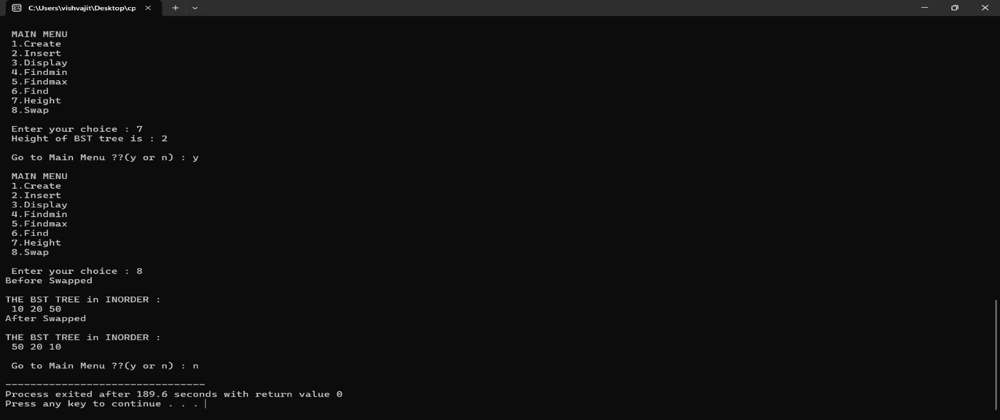 C:\Users\vishvajit\Desktop\cp
MAIN MENU
1.Create
2.Insert
3.Display
4.Findmin
5.Findmax
6.Find
7.Height
8.Swap
Enter your choice : 7
Height of BST tree is : 2
Go to Main Menu ??(y or n) : y
MAIN MENU
1.Create
2.Insert
3.Display
4.Findmin
5.Findmax
6.Find
7.Height
8.Swap
Enter your choice : 8
Before Swapped
THE BST TREE in INORDER :
10 20 50
After Swapped
THE BST TREE in INORDER :
50 20 10
Go to Main Menu ??(y or n) : n
--------------------------------
Process exited after 189.6 seconds with return value 0
Press any key to continue . . .